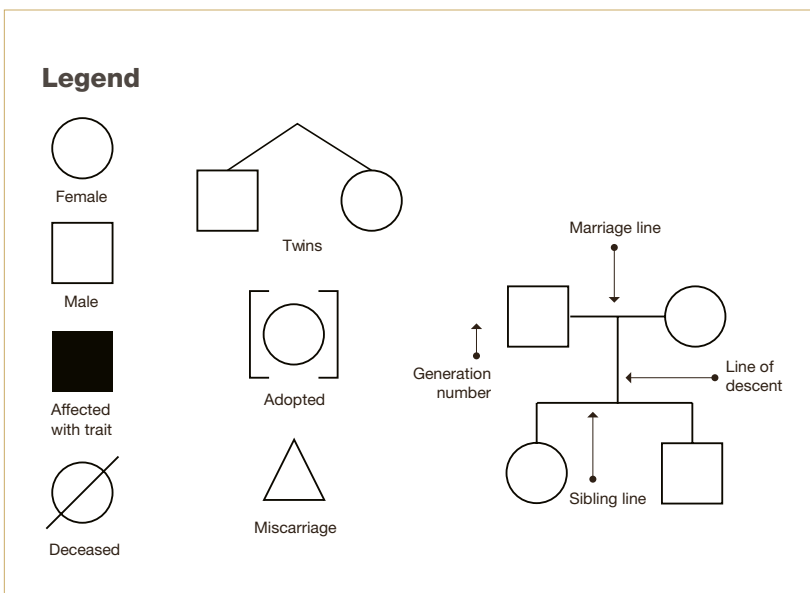 Legend
Female
Male
Affected
with trait
Deceased
Twins
Adopted
Miscarriage
Marriage line
Generation
number
Line of
descent
Sibling line